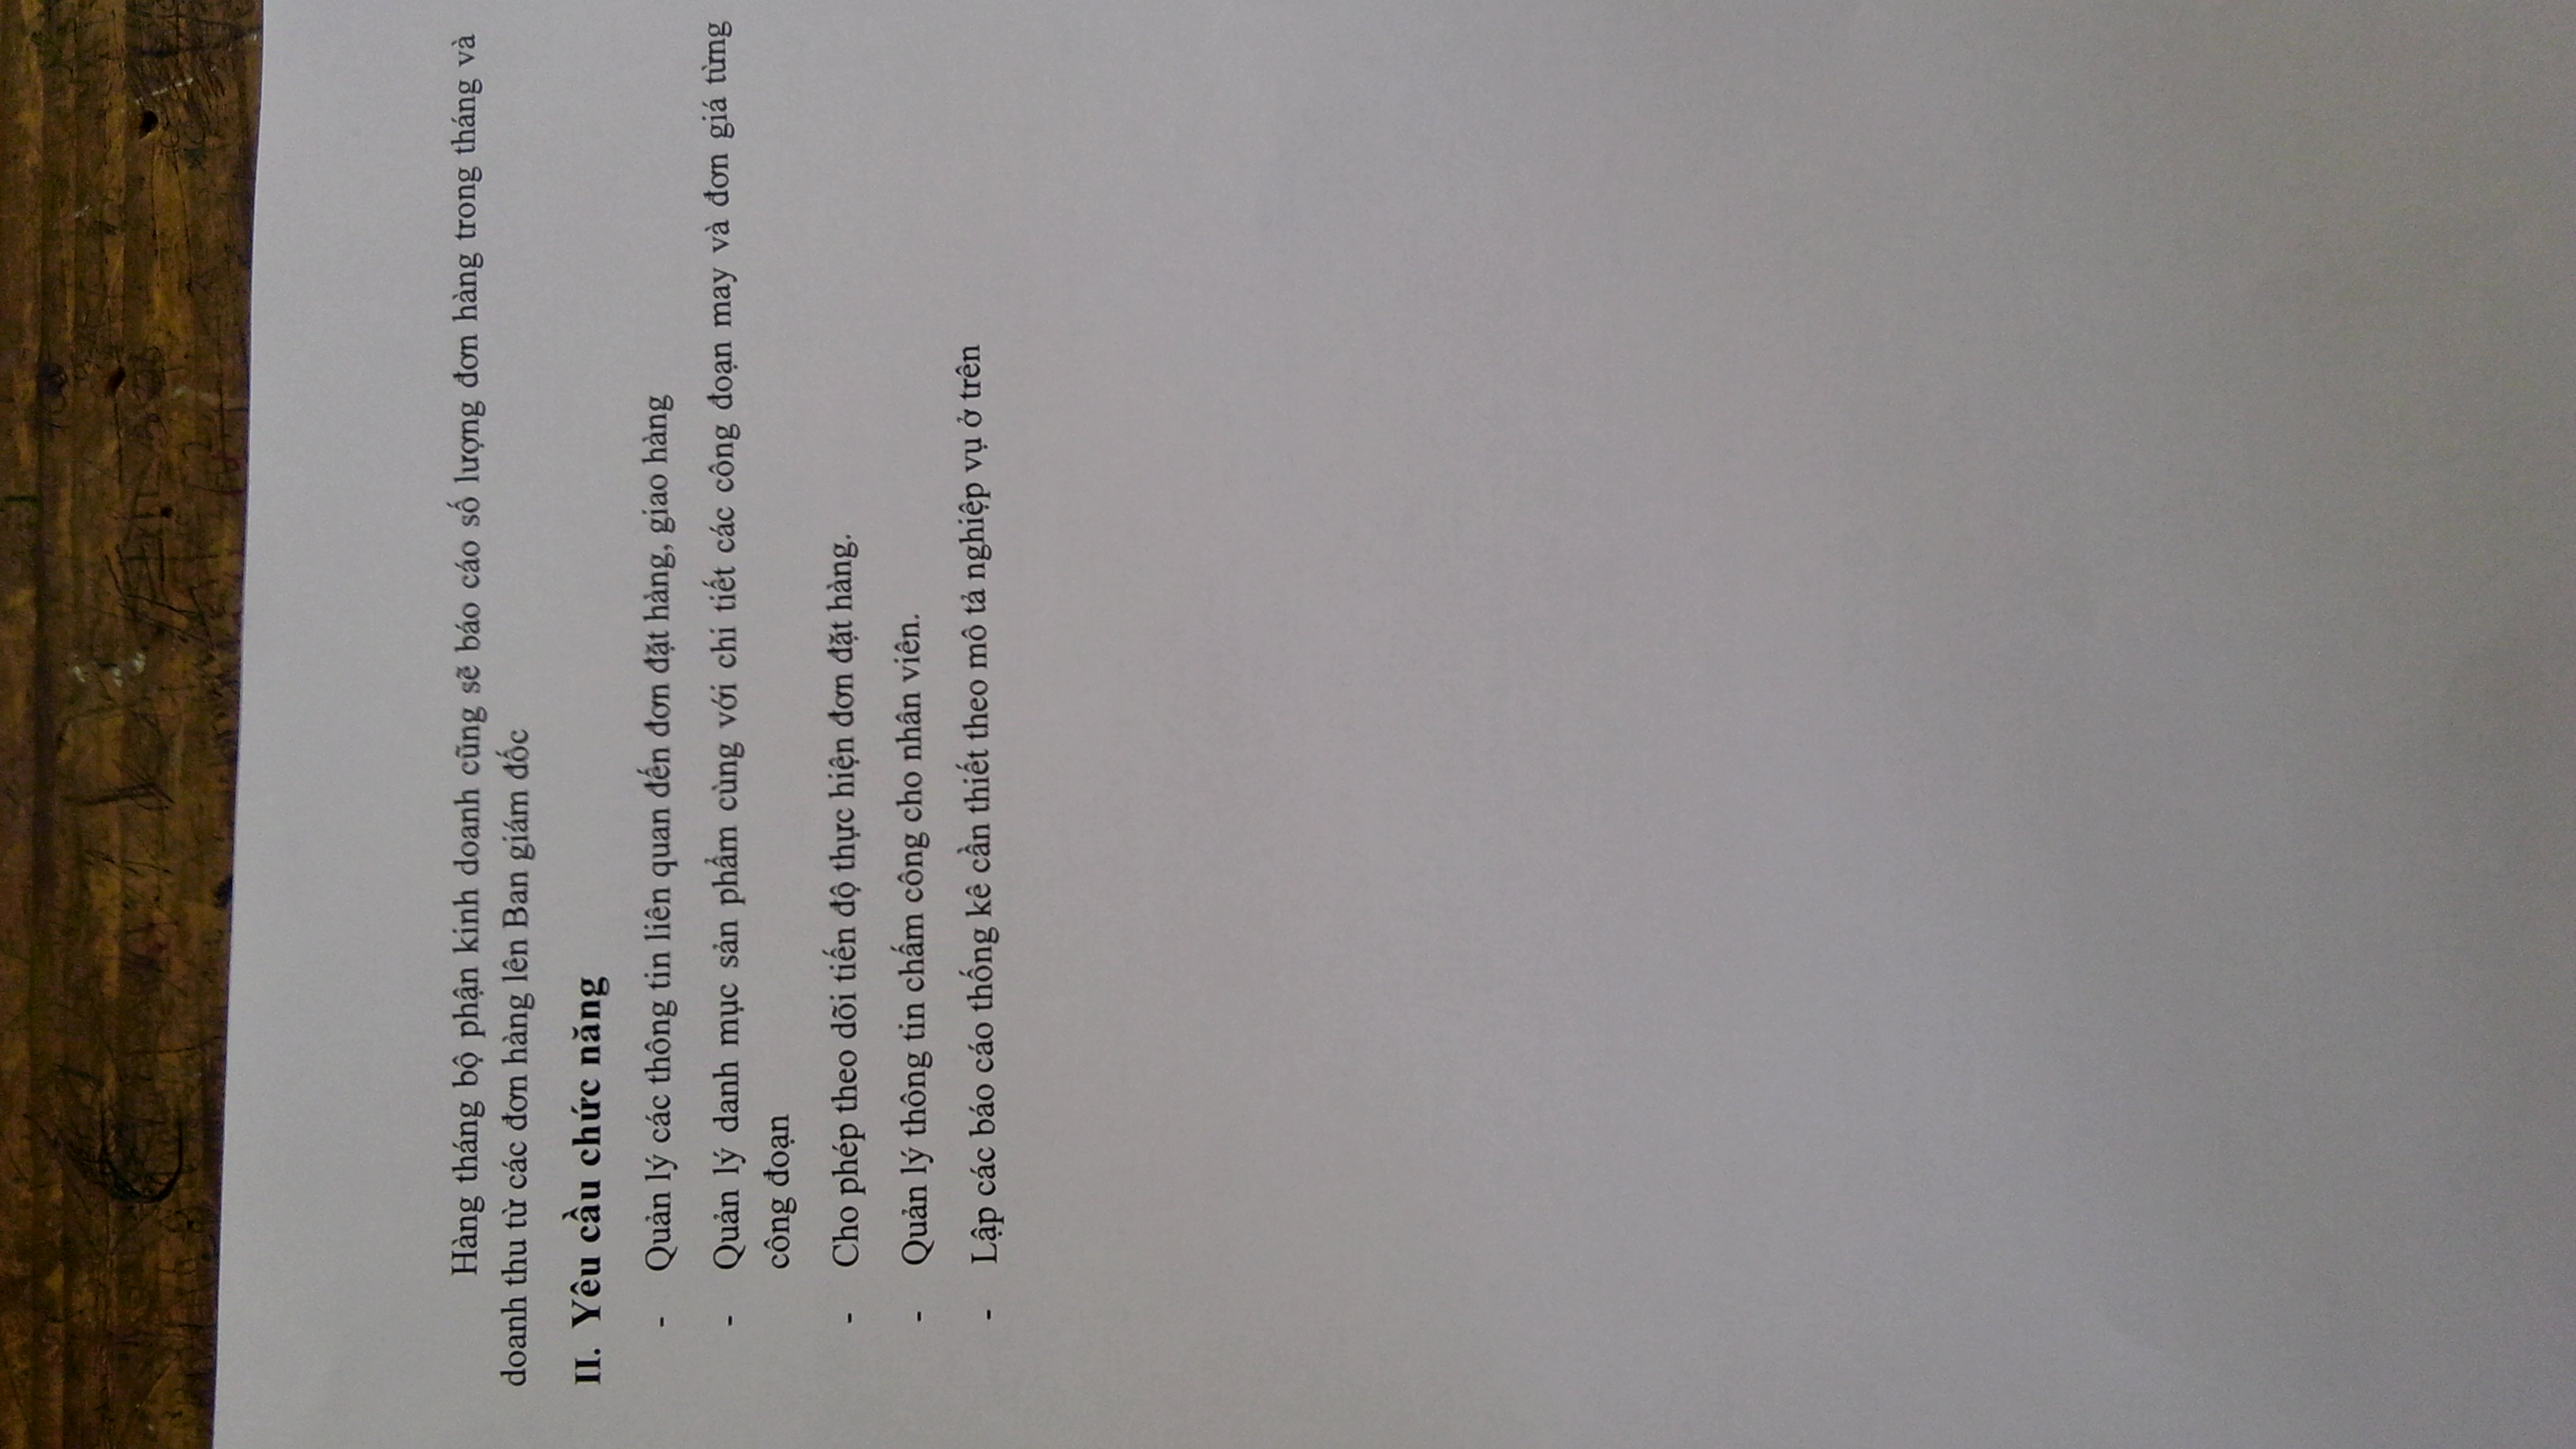 Hàng tháng bộ phận kinh doanh cũng sẽ báo cáo số lượng đơn hàng trong tháng và
doanh thu từ các đơn hàng lên Ban giám đốc
II. Yêu cầu chức năng
- Quản lý các thông tin liên quan đến đơn đặt hàng, giao hàng
- Quản lý danh mục sản phẩm cùng với chi tiết các công đoạn may và đơn giá từng
công đoạn
- Cho phép theo dõi tiến độ thực hiện đơn đặt hàng.
- Quản lý thông tin chấm công cho nhân viên.
- Lập các báo cáo thống kê cần thiết theo mô tả nghiệp vụ ở trên